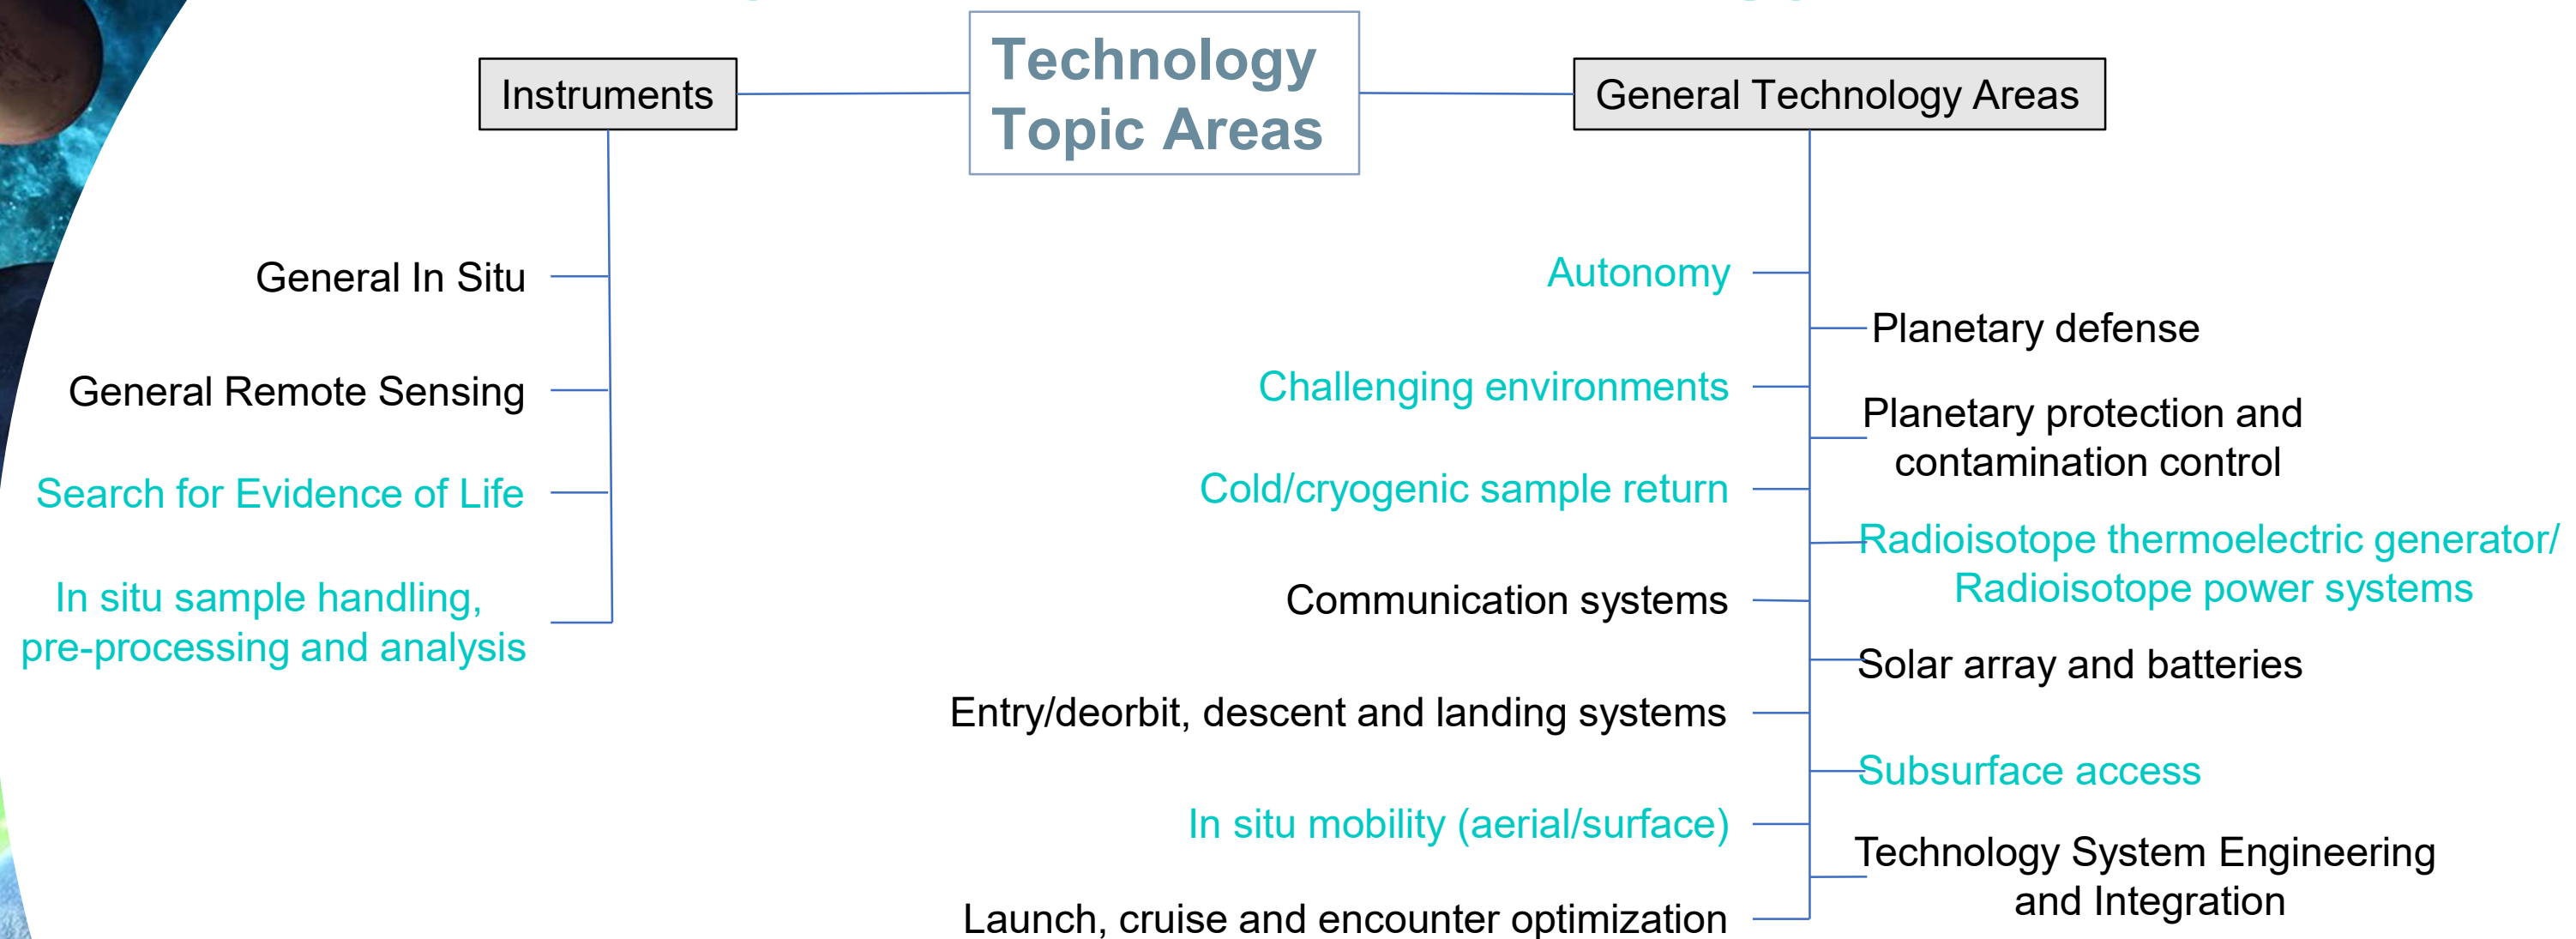 Technology
Topic Areas
Instruments
General In Situ
General Remote Sensing
Search for Evidence of Life
In situ sample handling,
pre-processing and analysis
General Technology Areas
Autonomy
Challenging environments
Cold/cryogenic sample return
Communication systems
Entry/deorbit, descent and landing systems
In situ mobility (aerial/surface)
Launch, cruise and encounter optimization
Planetary defense
Planetary protection and
contamination control
Radioisotope thermoelectric generator/
Radioisotope power systems
Solar array and batteries
Subsurface access
Technology System Engineering
and Integration